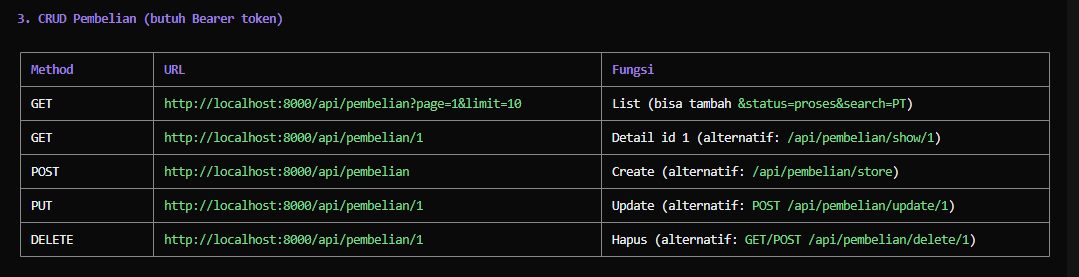 3. CRUD Pembelian (butuh Bearer token)
Method URL Fungsi
GET http://localhost:8000/api/pembelian?page=1&limit=10 List (bisa tambah &status=proses&search=PT)
GET http://localhost:8000/api/pembelian/1 Detail id 1 (alternatif: /api/pembelian/show/1)
POST http://localhost:8000/api/pembelian Create (alternatif: /api/pembelian/store)
PUT http://localhost:8000/api/pembelian/1 Update (alternatif: POST /api/pembelian/update/1)
DELETE http://localhost:8000/api/pembelian/1 Hapus (alternatif: GET/POST /api/pembelian/delete/1)